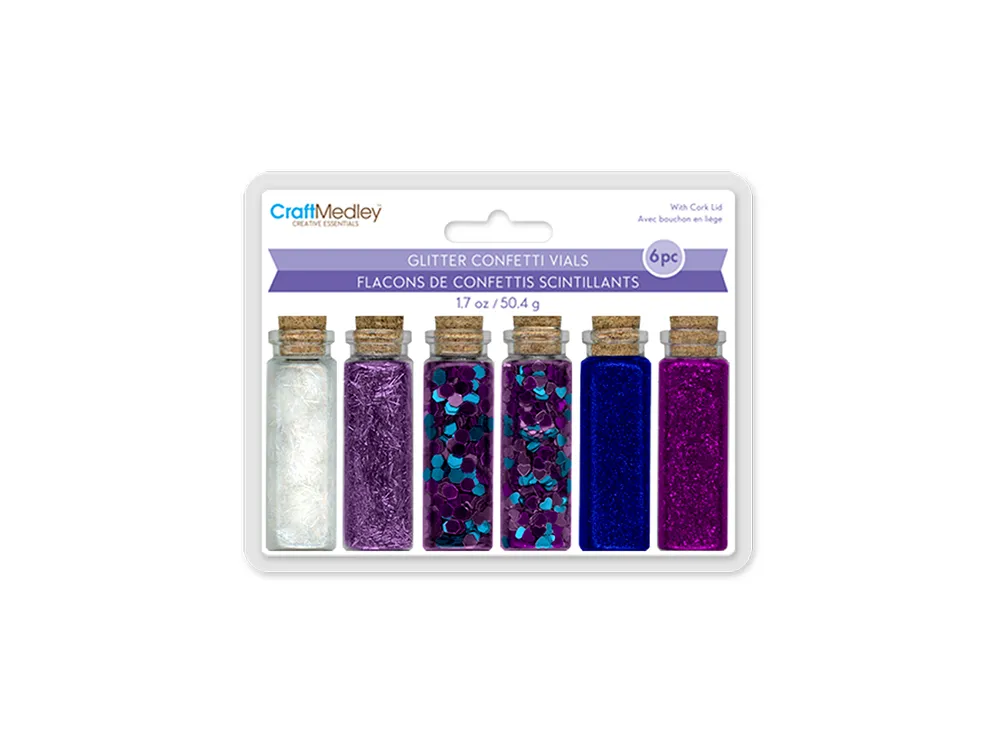 CraftMedley™
CREATIVE ESSENTIALS
With Cork Lid
Avec bouchon en liège
GLITTER CONFETTI VIALS
6pc
FLACONS DE CONFETTIS SCINTILLANTS
1.7 oz / 50.4 g